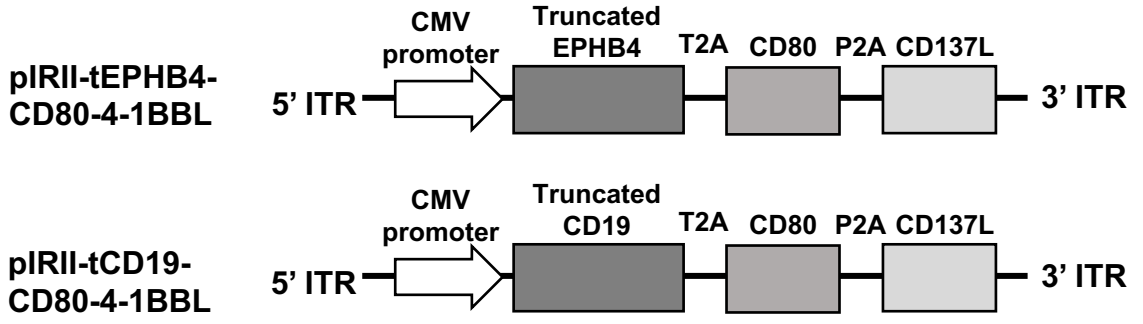 pIRII-tEPHB4-
CD80-4-1BBL
5’ ITR
CMV
promoter
Truncated
EPHB4
T2A
CD80
P2A
CD137L
3’ ITR
pIRII-tCD19-
CD80-4-1BBL
5’ ITR
CMV
promoter
Truncated
CD19
T2A
CD80
P2A
CD137L
3’ ITR